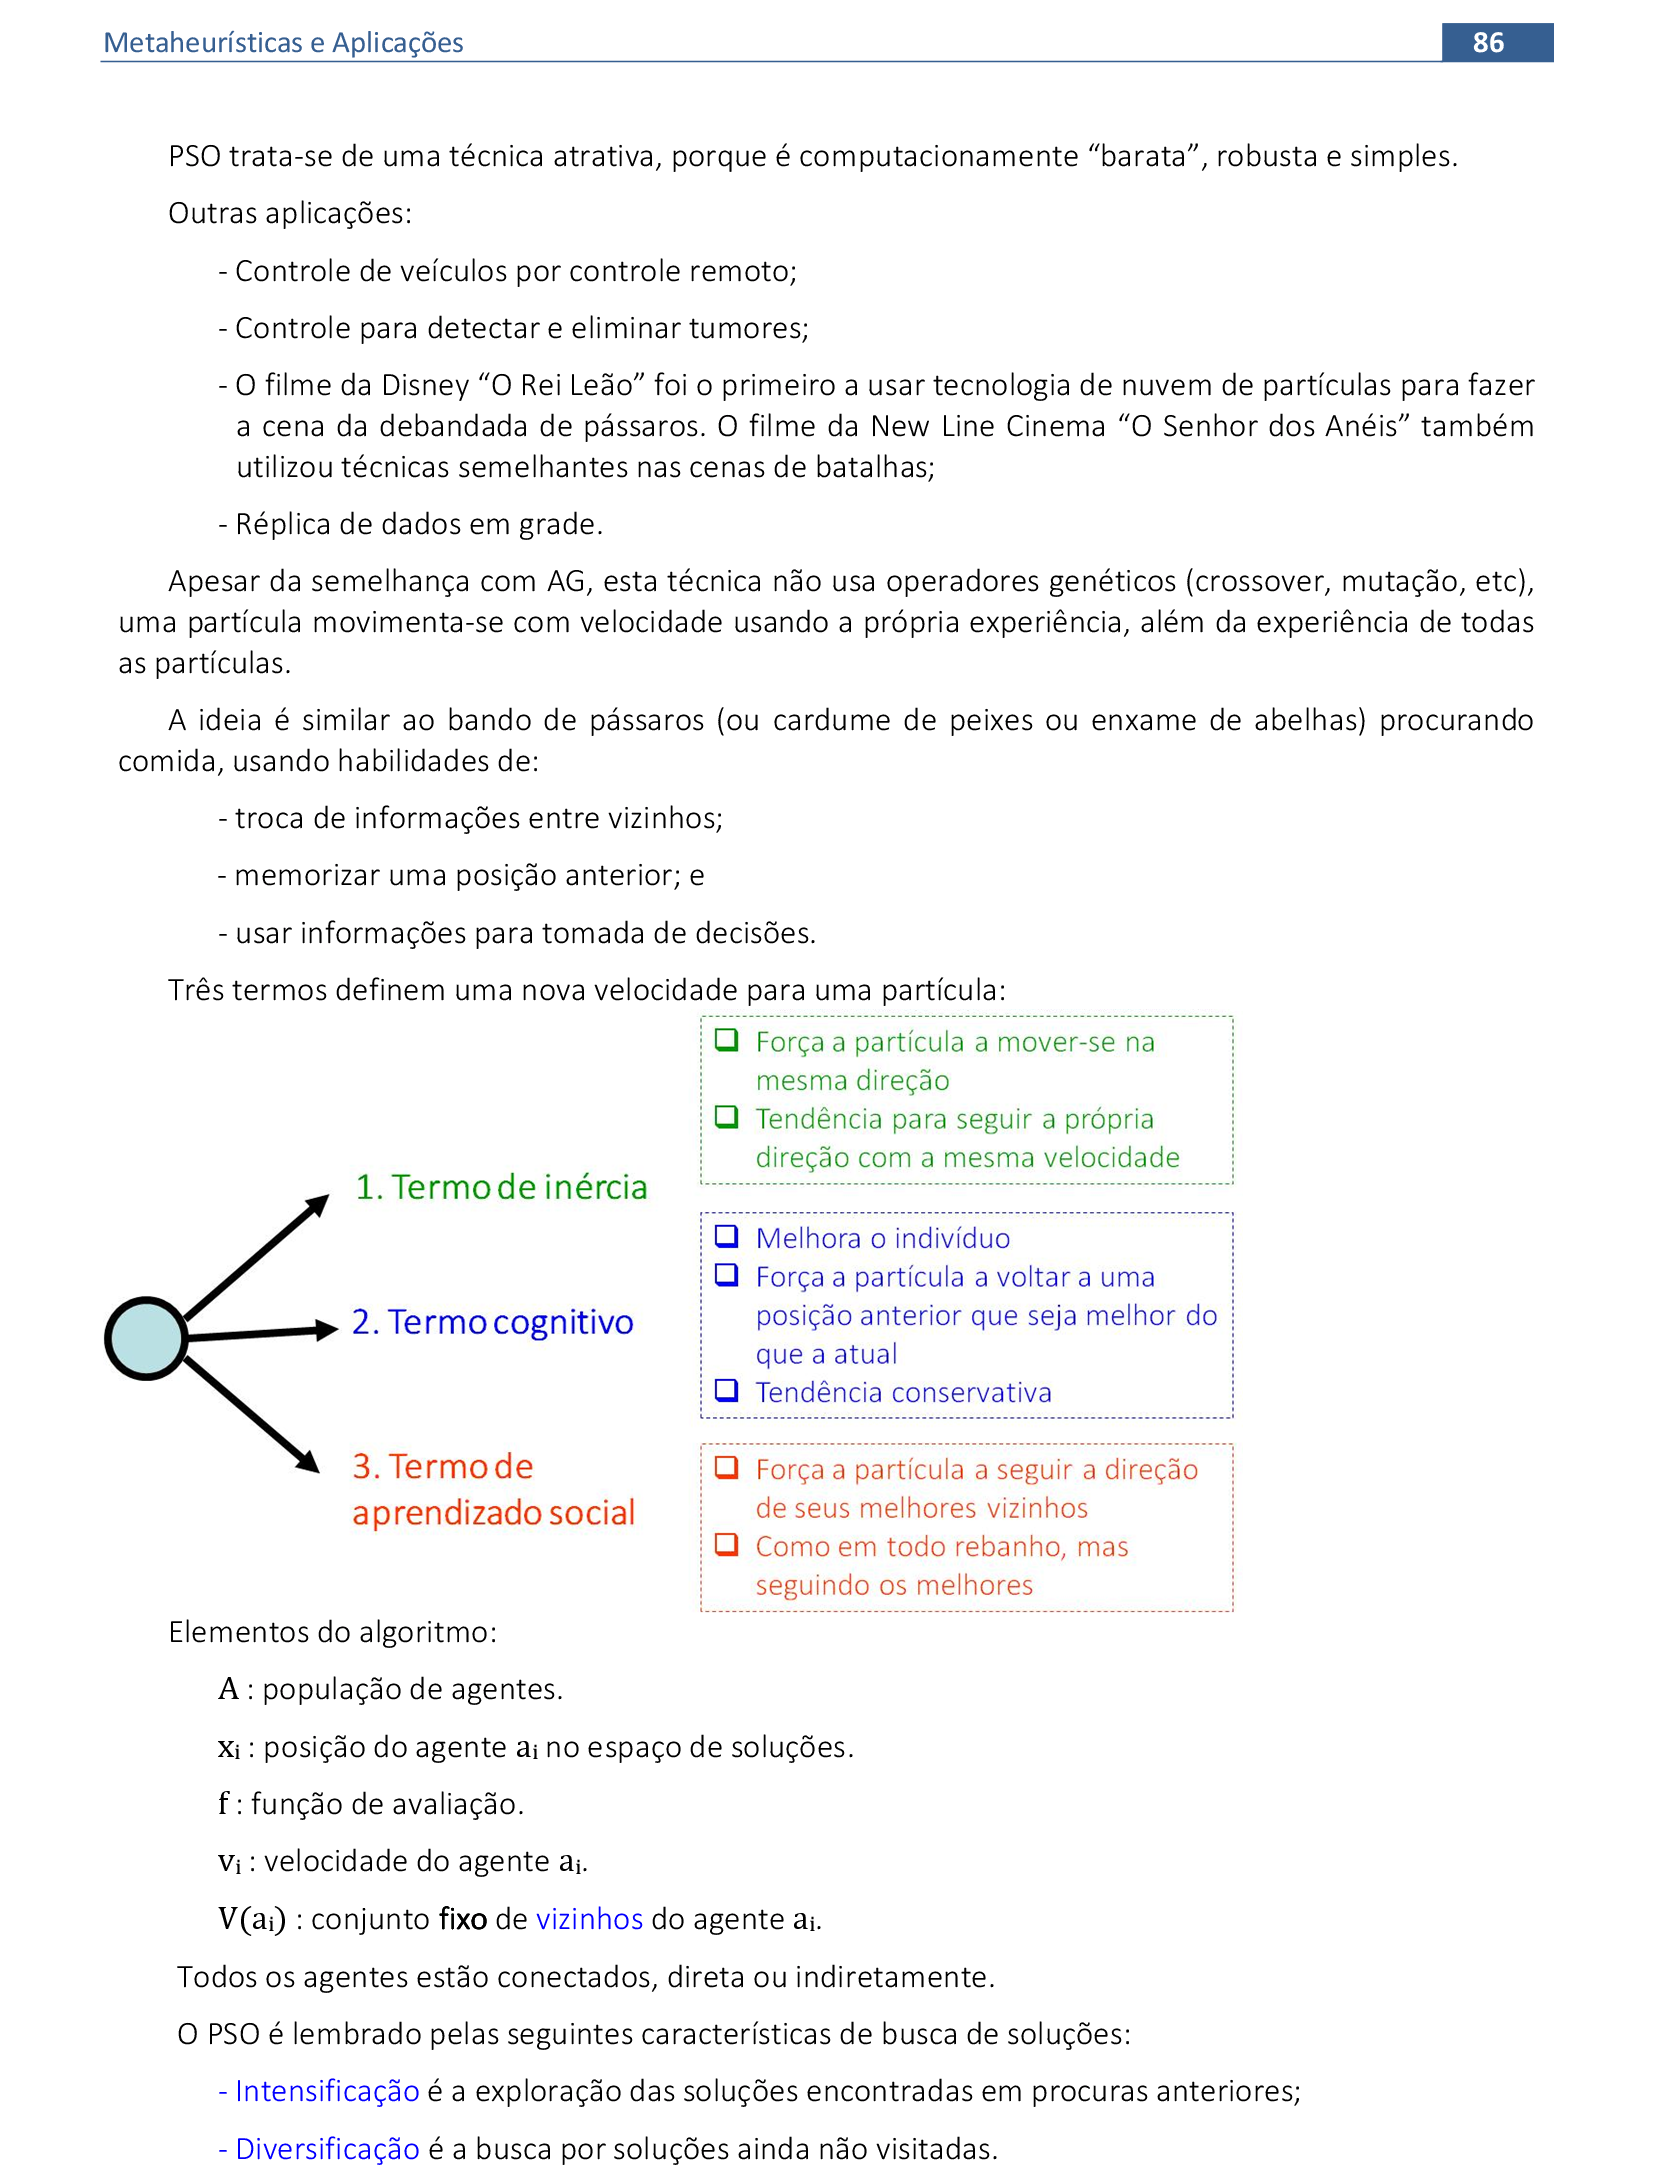 Metaheurísticas e Aplicações 86
PSO trata-se de uma técnica atrativa, porque é computacionamente “barata”, robusta e simples.
Outras aplicações:
- Controle de veículos por controle remoto;
- Controle para detectar e eliminar tumores;
- O filme da Disney “O Rei Leão” foi o primeiro a usar tecnologia de nuvem de partículas para fazer
a cena da debandada de pássaros. O filme da New Line Cinema “O Senhor dos Anéis” também
utilizou técnicas semelhantes nas cenas de batalhas;
- Réplica de dados em grade.
Apesar da semelhança com AG, esta técnica não usa operadores genéticos (crossover, mutação, etc),
uma partícula movimenta-se com velocidade usando a própria experiência, além da experiência de todas
as partículas.
A ideia é similar ao bando de pássaros (ou cardume de peixes ou enxame de abelhas) procurando
comida, usando habilidades de:
- troca de informações entre vizinhos;
- memorizar uma posição anterior; e
- usar informações para tomada de decisões.
Três termos definem uma nova velocidade para uma partícula:
1. Termo de inércia
❑ Força a partícula a mover-se na
mesma direção
❑ Tendência para seguir a própria
direção com a mesma velocidade
2. Termo cognitivo
❑ Melhora o indivíduo
❑ Força a partícula a voltar a uma
posição anterior que seja melhor do
que a atual
❑ Tendência conservativa
3. Termo de
aprendizado social
❑ Força a partícula a seguir a direção
de seus melhores vizinhos
❑ Como em todo rebanho, mas
seguindo os melhores
Elementos do algoritmo:
A : população de agentes.
xᵢ : posição do agente aᵢ no espaço de soluções.
f : função de avaliação.
vᵢ : velocidade do agente aᵢ.
V(aᵢ) : conjunto fixo de vizinhos do agente aᵢ.
Todos os agentes estão conectados, direta ou indiretamente.
O PSO é lembrado pelas seguintes características de busca de soluções:
- Intensificação é a exploração das soluções encontradas em procuras anteriores;
- Diversificação é a busca por soluções ainda não visitadas.